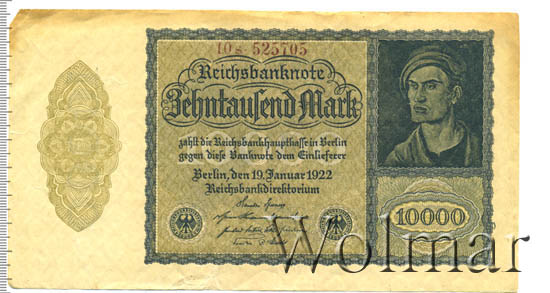 10s 525705
Reichsbanknote
Zehntausend Mark
zahlt die Reichsbankhauptkasse in Berlin
gegen diese Banknote dem Einlieferer
Berlin, den 19. Januar 1922
Reichsbankdirektorium
10000
Wolmar